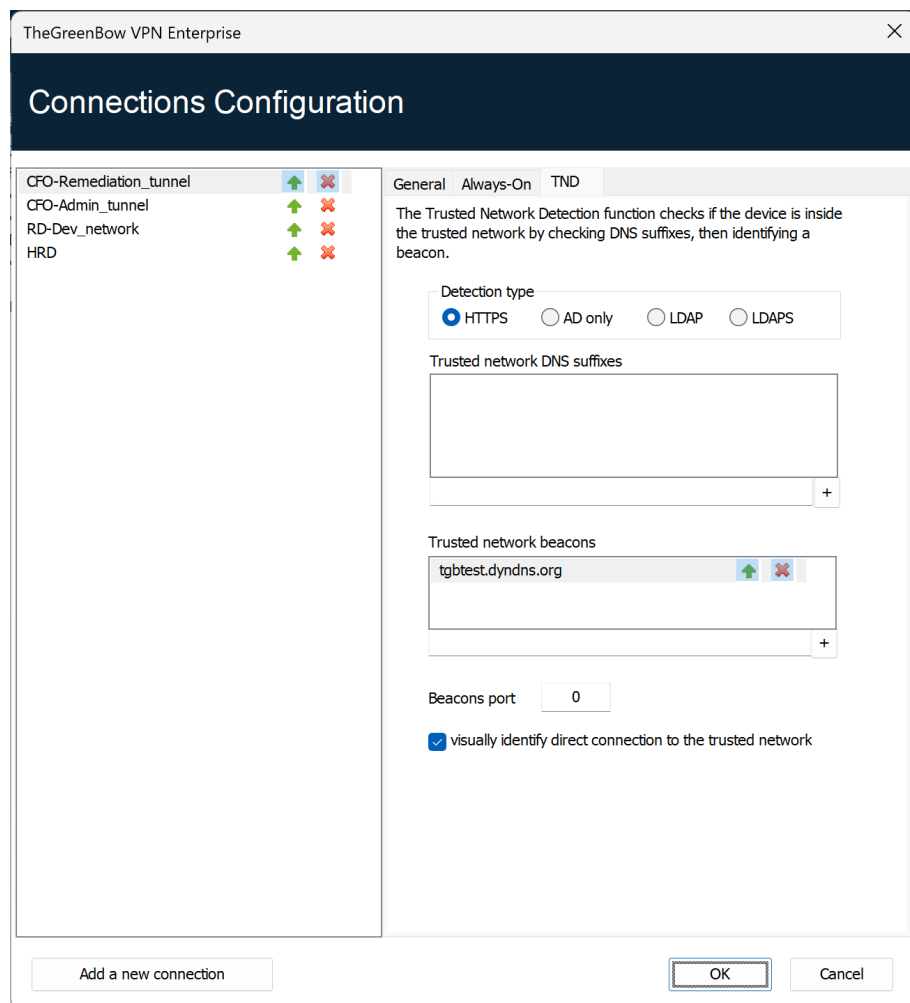 TheGreenBow VPN Enterprise
Connections Configuration
CFO-Remediation_tunnel
CFO-Admin_tunnel
RD-Dev_network
HRD
General Always-On TND
The Trusted Network Detection function checks if the device is inside
the trusted network by checking DNS suffixes, then identifying a
beacon.
Detection type
HTTPS AD only LDAP LDAPS
Trusted network DNS suffixes
+
Trusted network beacons
tgbtest.dyndns.org
+
Beacons port 0
visually identify direct connection to the trusted network
Add a new connection OK Cancel